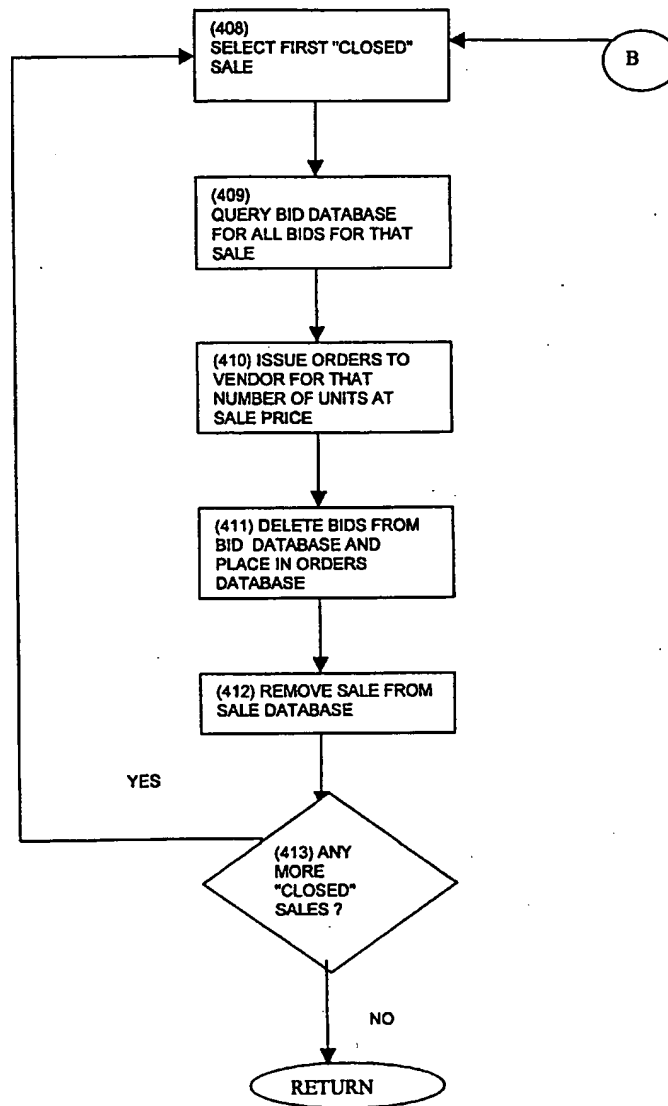 (408)
SELECT FIRST "CLOSED"
SALE
B
(409)
QUERY BID DATABASE
FOR ALL BIDS FOR THAT
SALE
(410) ISSUE ORDERS TO
VENDOR FOR THAT
NUMBER OF UNITS AT
SALE PRICE
(411) DELETE BIDS FROM
BID DATABASE AND
PLACE IN ORDERS
DATABASE
(412) REMOVE SALE FROM
SALE DATABASE
YES
(413) ANY
MORE
"CLOSED"
SALES ?
NO
RETURN